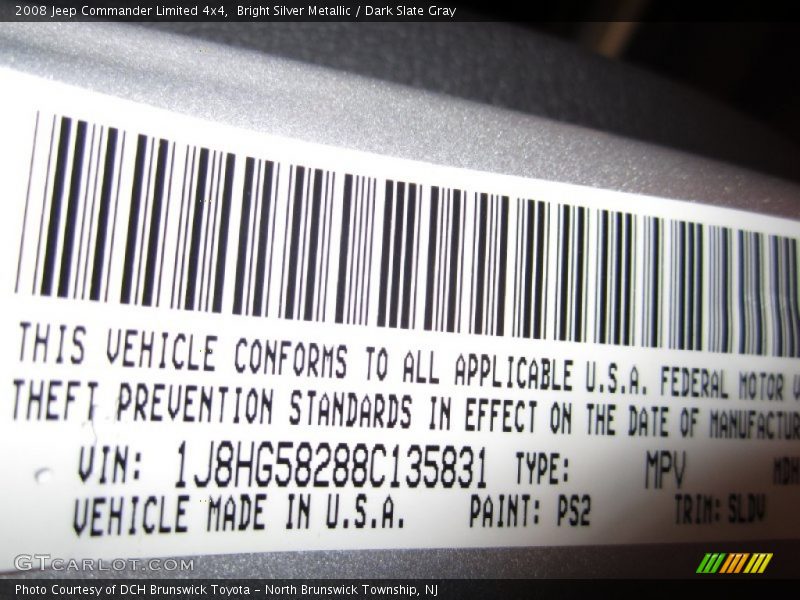 2008 Jeep Commander Limited 4x4,  Bright Silver Metallic / Dark Slate Gray
THIS VEHICLE CONFORMS TO ALL APPLICABLE U.S.A. FEDERAL MOTOR
THEFT PREVENTION STANDARDS IN EFFECT ON THE DATE OF MANUFACTUR
VIN: 1J8HG58288C135831 TYPE: MPV MDH
VEHICLE MADE IN U.S.A. PAINT: PS2 TRIM: SLDV
GTCARLOT.COM
Photo Courtesy of DCH Brunswick Toyota - North Brunswick Township, NJ